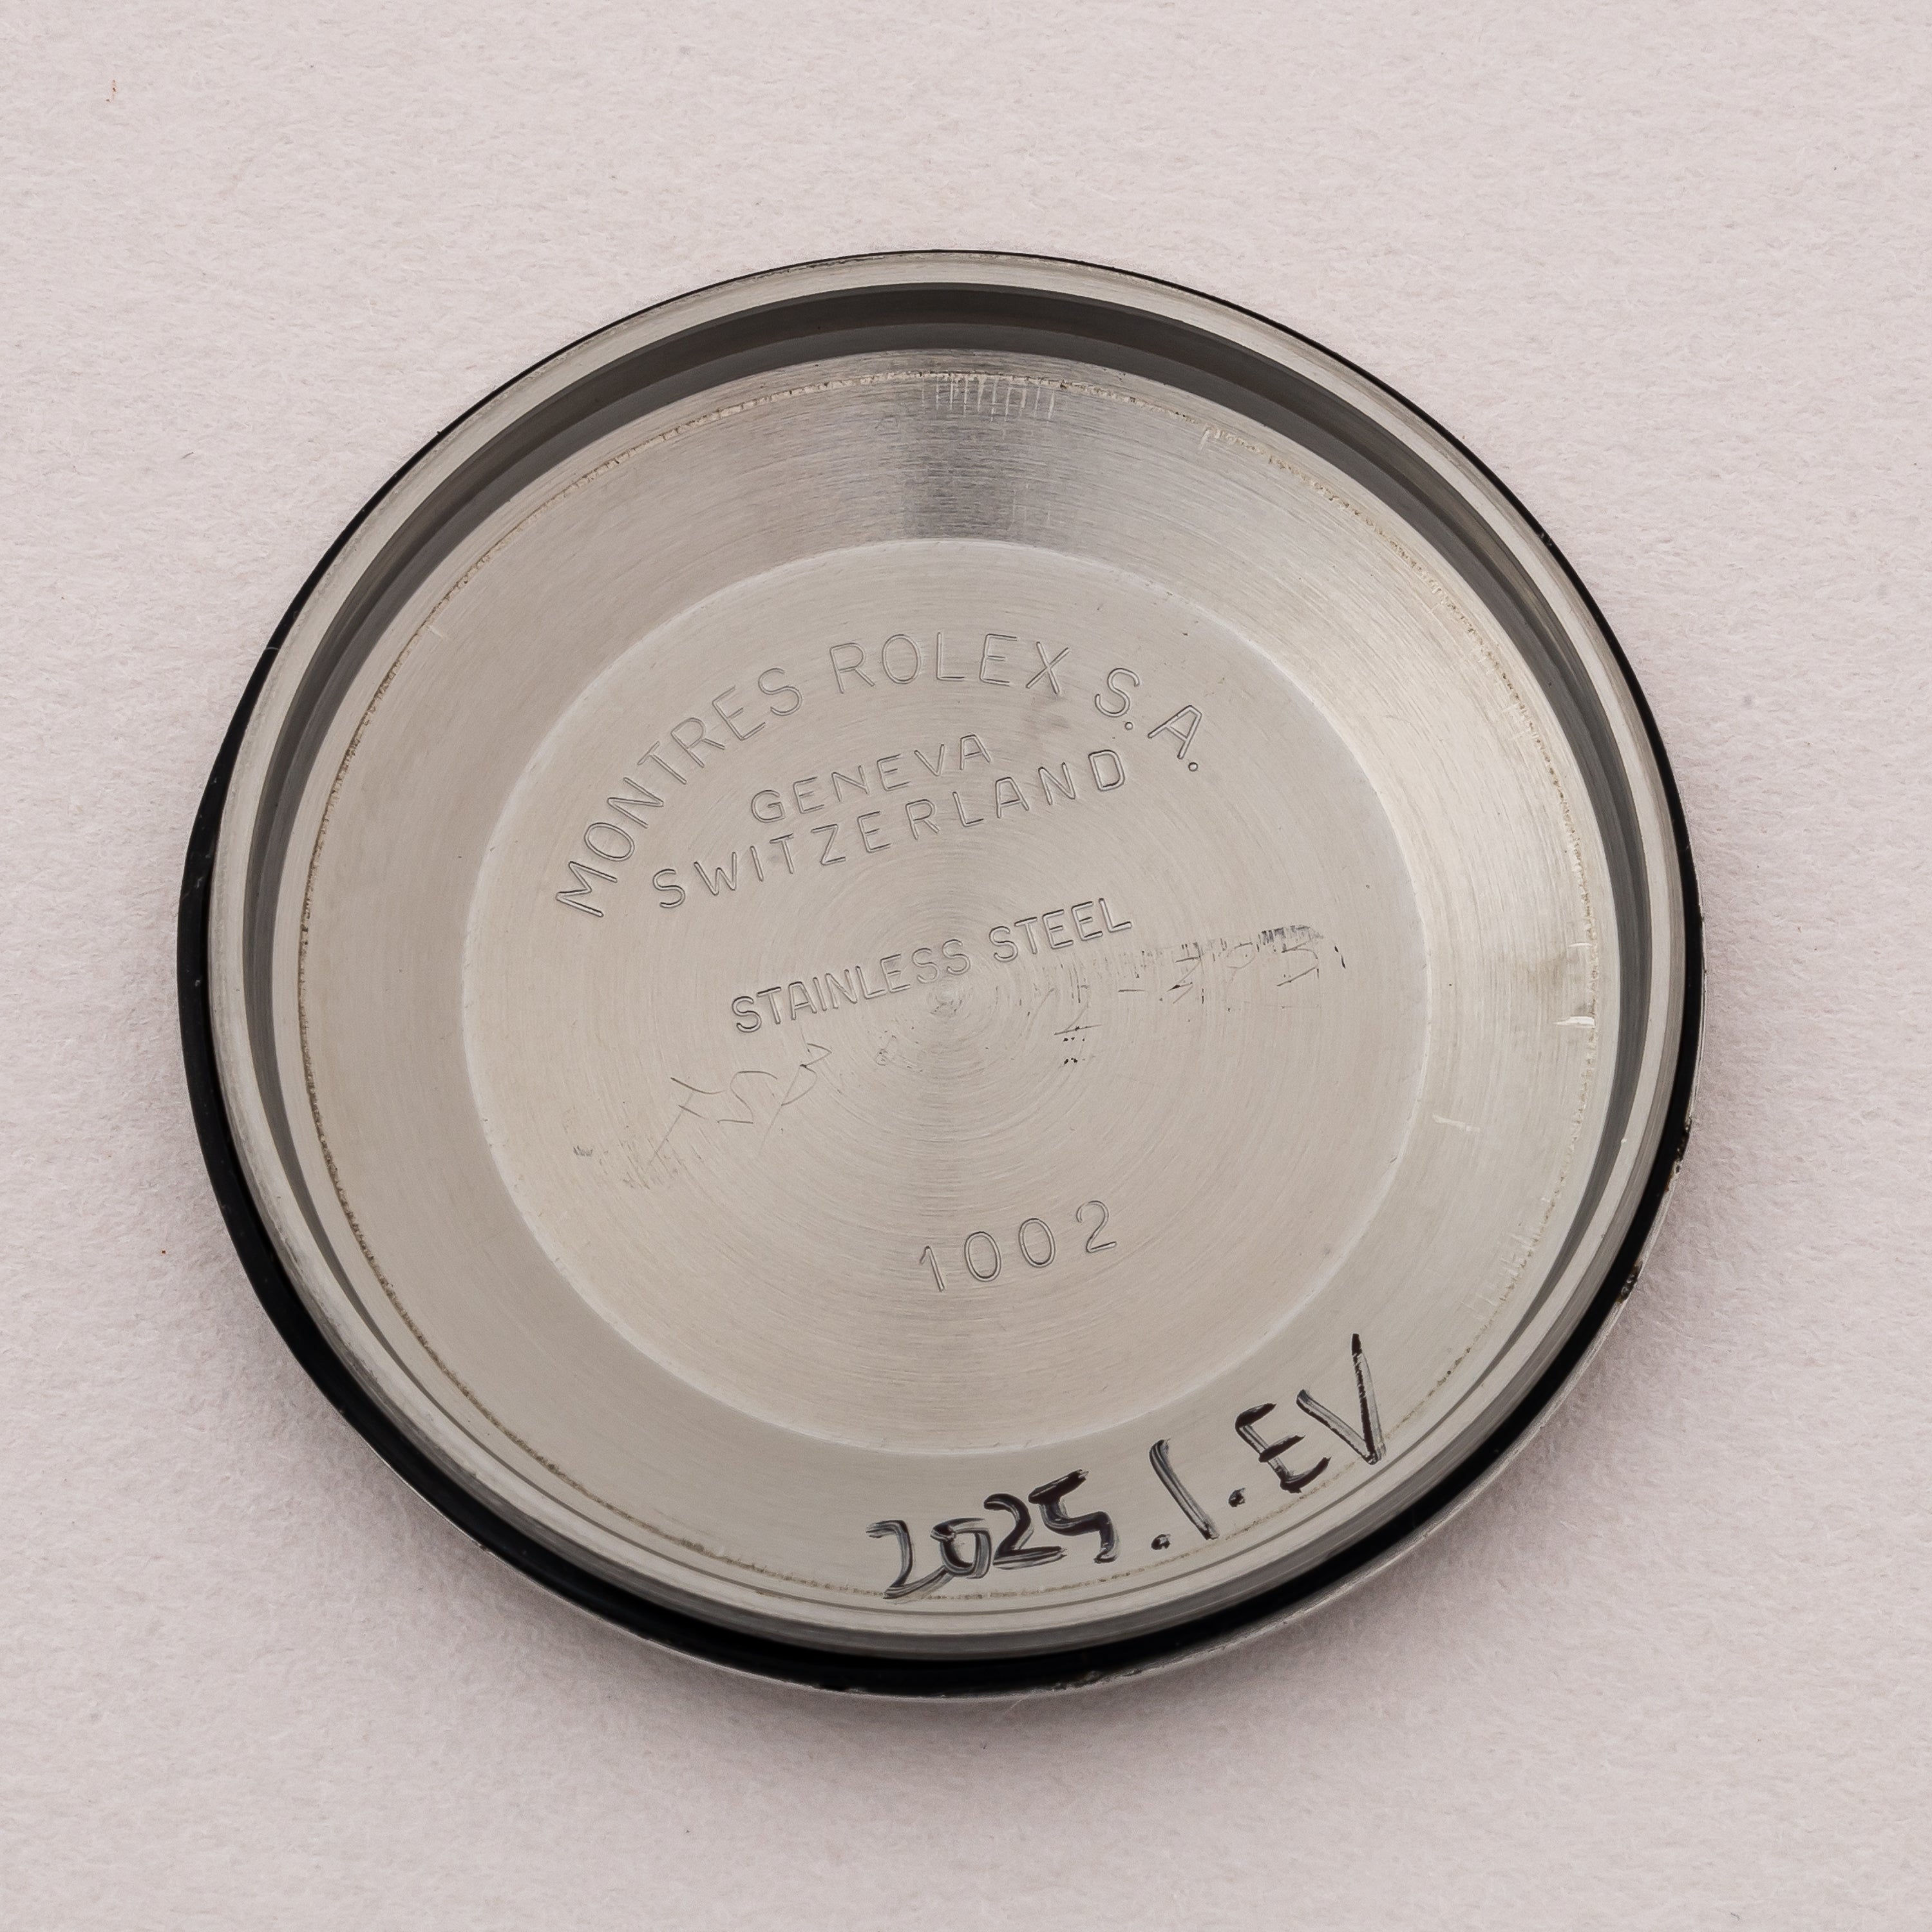 MONTRES ROLEX S.A.
GENEVA
SWITZERLAND
STAINLESS STEEL
1002
2025.1.EV